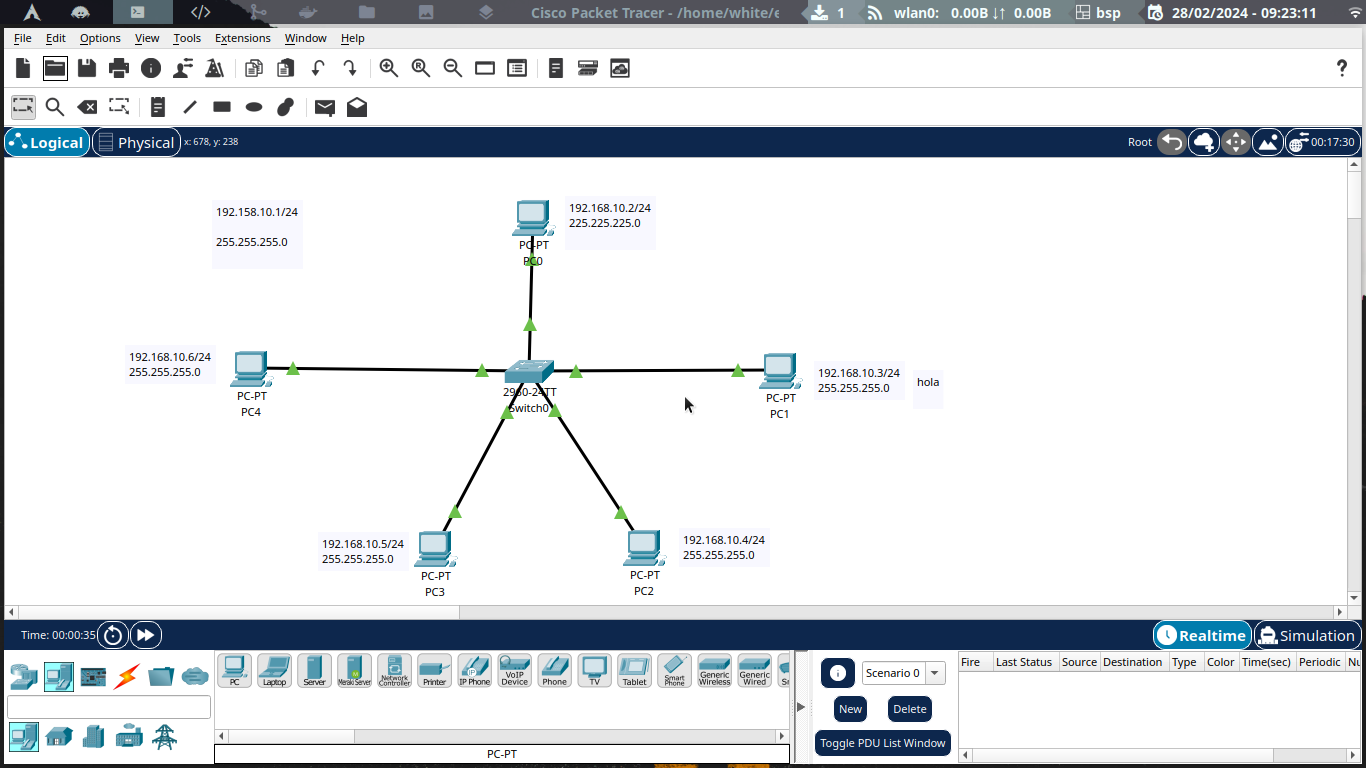 Cisco Packet Tracer - /home/white/e
1
wlan0: 0.00B ↓↑ 0.00B
bsp
28/02/2024 - 09:23:11
File Edit Options View Tools Extensions Window Help
?
Logical Physical x: 678, y: 238
Root 00:17:30
192.158.10.1/24
255.255.255.0
192.168.10.2/24
225.225.225.0
PC-PT
PC0
192.168.10.6/24
255.255.255.0
PC-PT
PC4
2960-24TT
Switch0
PC-PT
PC1
192.168.10.3/24
255.255.255.0
hola
192.168.10.5/24
255.255.255.0
PC-PT
PC3
PC-PT
PC2
192.168.10.4/24
255.255.255.0
Time: 00:00:35
Realtime Simulation
PC Laptop Server Meraki Server Network Controller Printer IP Phone VoIP Device Phone TV Tablet Smart Phone Generic Wireless Generic Wired
PC-PT
Scenario 0
New Delete
Toggle PDU List Window
Fire Last Status Source Destination Type Color Time(sec) Periodic Nu